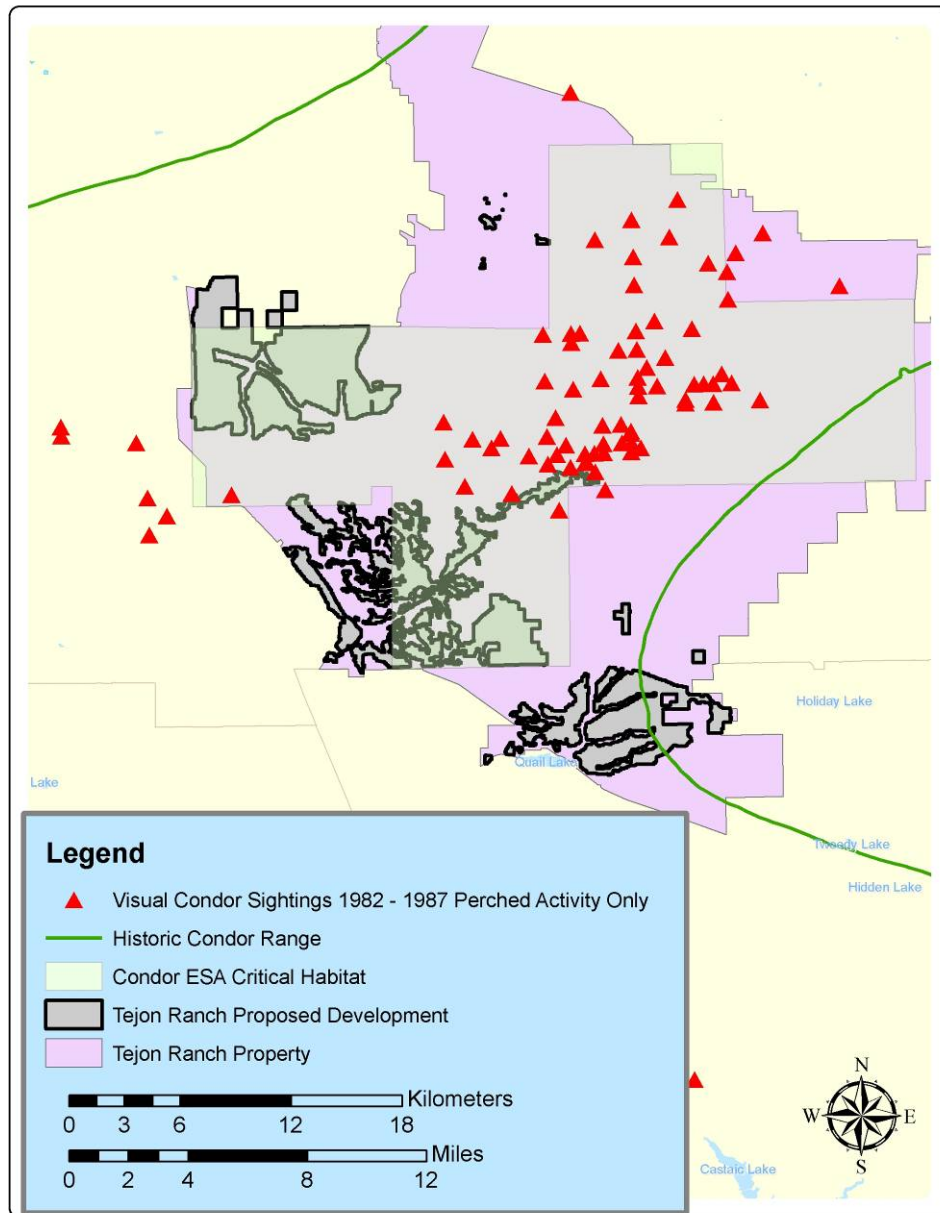 Holiday Lake
Quail Lake
Lake
Tweedy Lake
Hidden Lake
Legend
Visual Condor Sightings 1982 - 1987 Perched Activity Only
Historic Condor Range
Condor ESA Critical Habitat
Tejon Ranch Proposed Development
Tejon Ranch Property
Kilometers
0 3 6 12 18
Miles
0 2 4 8 12
N
W E
S
Castaic Lake